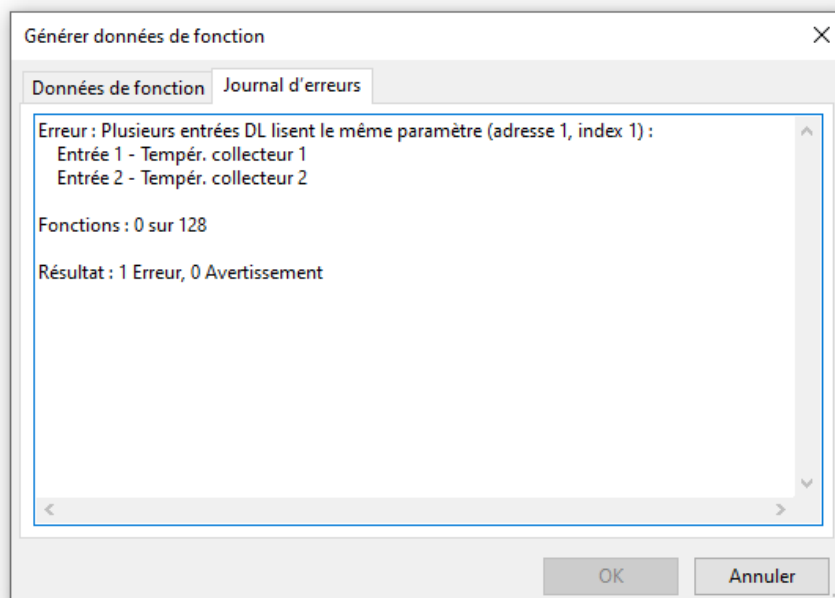 Générer données de fonction
Données de fonction
Journal d'erreurs
Erreur : Plusieurs entrées DL lisent le même paramètre (adresse 1, index 1) :
Entrée 1 - Tempér. collecteur 1
Entrée 2 - Tempér. collecteur 2
Fonctions : 0 sur 128
Résultat : 1 Erreur, 0 Avertissement
OK
Annuler